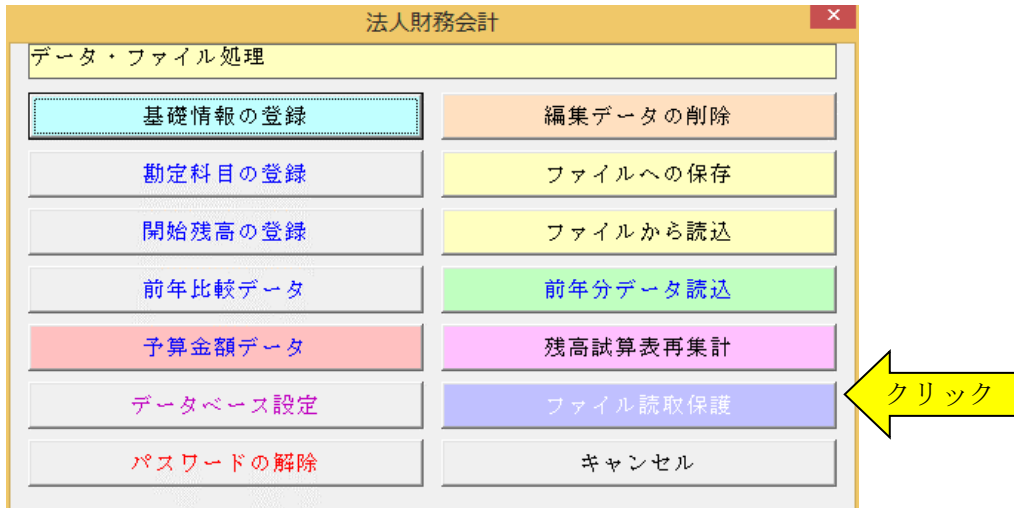 法人財務会計
データ・ファイル処理
基礎情報の登録
編集データの削除
勘定科目の登録
ファイルへの保存
開始残高の登録
ファイルから読込
前年比較データ
前年分データ読込
予算金額データ
残高試算表再集計
データベース設定
ファイル読取保護
クリック
パスワードの解除
キャンセル